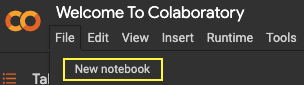 Welcome To Colaboratory
File Edit View Insert Runtime Tools
New notebook